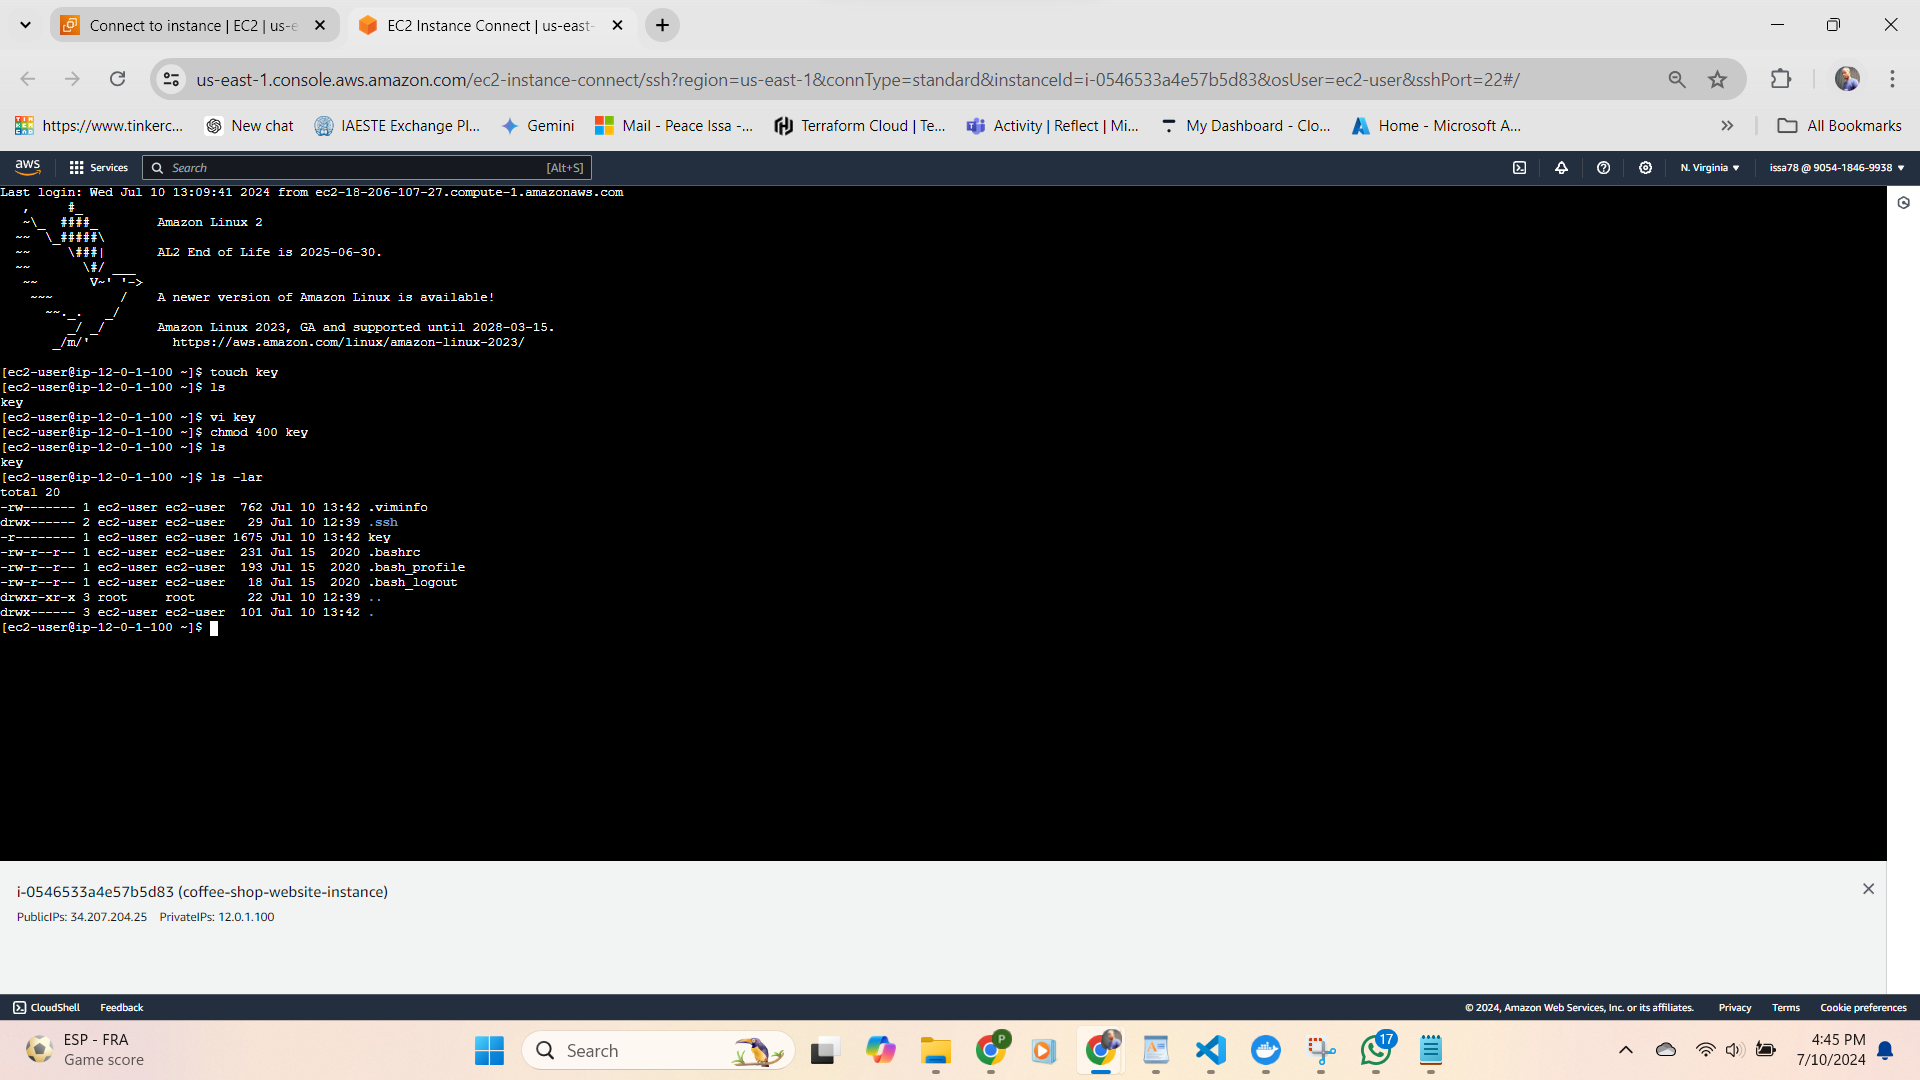 Connect to instance | EC2 | us-e
EC2 Instance Connect | us-east-
us-east-1.console.aws.amazon.com/ec2-instance-connect/ssh?region=us-east-1&connType=standard&instanceId=i-0546533a4e57b5d83&osUser=ec2-user&sshPort=22#/
https://www.tinkerc... New chat IAESTE Exchange Pl... Gemini Mail - Peace Issa -... Terraform Cloud | Te... Activity | Reflect | Mi... My Dashboard - Clo... Home - Microsoft A... All Bookmarks
aws Services Search [Alt+S] N. Virginia issa78 @ 9054-1846-9938
Last login: Wed Jul 10 13:09:41 2024 from ec2-18-206-107-27.compute-1.amazonaws.com
   ,     #_
   ~\_  ####_        Amazon Linux 2
  ~~  \_#####\
  ~~     \###|       AL2 End of Life is 2025-06-30.
  ~~       \#/ ___
   ~~       V~' '->
    ~~~         /    A newer version of Amazon Linux is available!
      ~~._.   _/
         _/ _/       Amazon Linux 2023, GA and supported until 2028-03-15.
       _/m/'           https://aws.amazon.com/linux/amazon-linux-2023/
[ec2-user@ip-12-0-1-100 ~]$ touch key
[ec2-user@ip-12-0-1-100 ~]$ ls
key
[ec2-user@ip-12-0-1-100 ~]$ vi key
[ec2-user@ip-12-0-1-100 ~]$ chmod 400 key
[ec2-user@ip-12-0-1-100 ~]$ ls
key
[ec2-user@ip-12-0-1-100 ~]$ ls -lar
total 20
-rw------- 1 ec2-user ec2-user  762 Jul 10 13:42 .viminfo
drwx------ 2 ec2-user ec2-user   29 Jul 10 12:39 .ssh
-r-------- 1 ec2-user ec2-user 1675 Jul 10 13:42 key
-rw-r--r-- 1 ec2-user ec2-user  231 Jul 15  2020 .bashrc
-rw-r--r-- 1 ec2-user ec2-user  193 Jul 15  2020 .bash_profile
-rw-r--r-- 1 ec2-user ec2-user   18 Jul 15  2020 .bash_logout
drwxr-xr-x 3 root     root       22 Jul 10 12:39 ..
drwx------ 3 ec2-user ec2-user  101 Jul 10 13:42 .
[ec2-user@ip-12-0-1-100 ~]$
i-0546533a4e57b5d83 (coffee-shop-website-instance)
PublicIPs: 34.207.204.25 PrivateIPs: 12.0.1.100
CloudShell Feedback © 2024, Amazon Web Services, Inc. or its affiliates. Privacy Terms Cookie preferences
ESP - FRA
Game score
Search
P
17
4:45 PM
7/10/2024